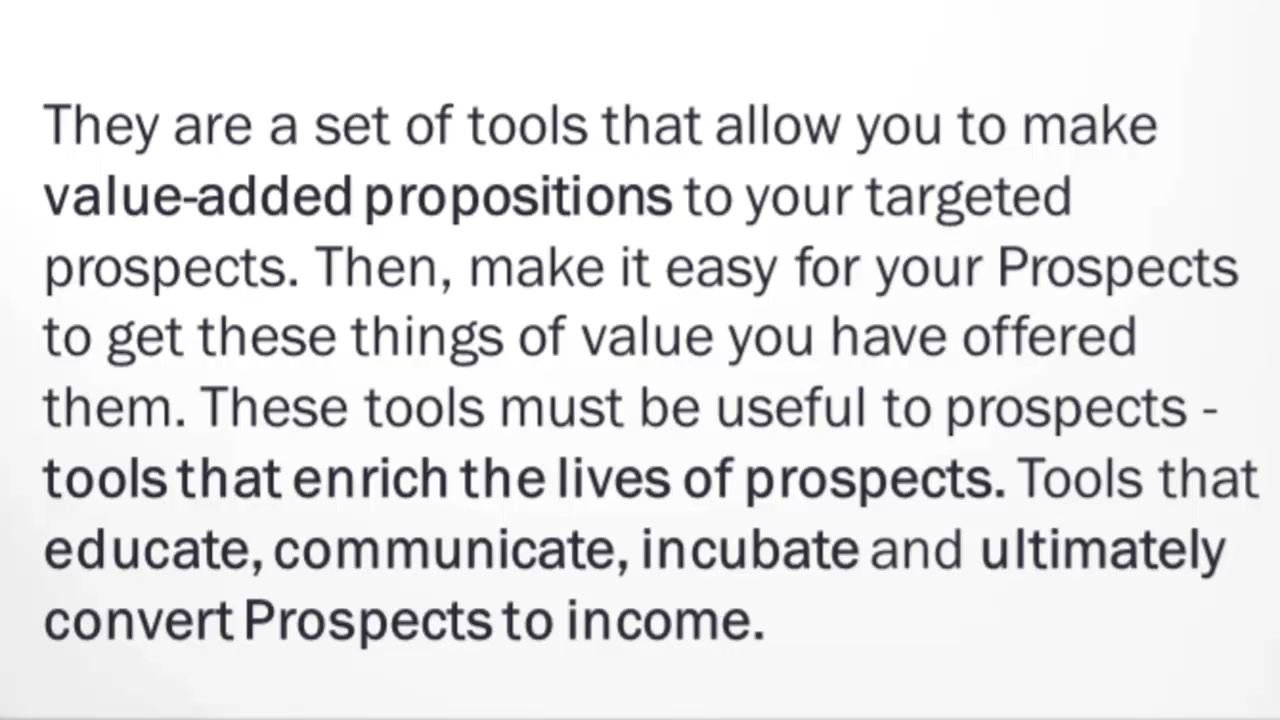 They are a set of tools that allow you to make
value-added propositions to your targeted
prospects. Then, make it easy for your Prospects
to get these things of value you have offered
them. These tools must be useful to prospects -
tools that enrich the lives of prospects. Tools that
educate, communicate, incubate and ultimately
convert Prospects to income.